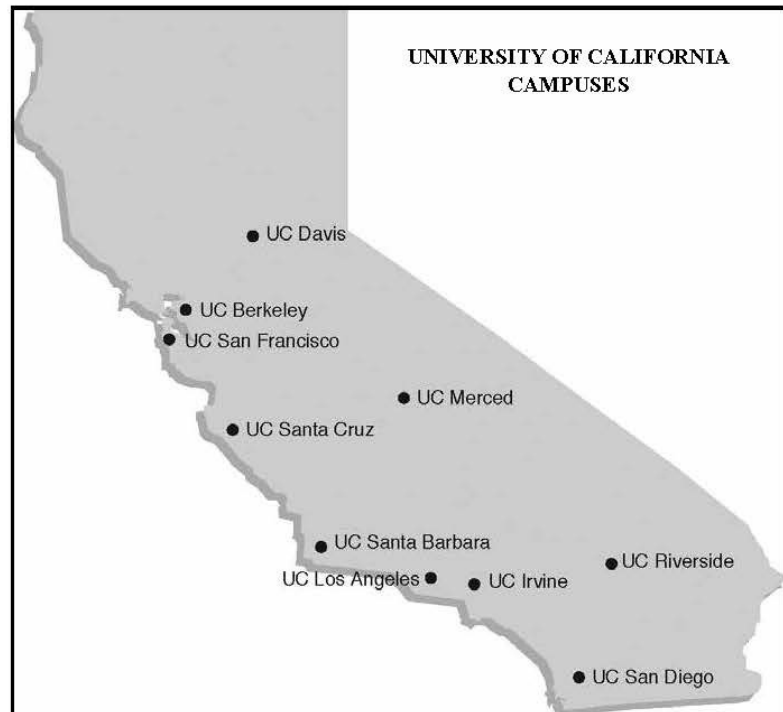 UNIVERSITY OF CALIFORNIA
CAMPUSES
UC Davis
UC Berkeley
UC San Francisco
UC Merced
UC Santa Cruz
UC Santa Barbara
UC Riverside
UC Los Angeles
UC Irvine
UC San Diego